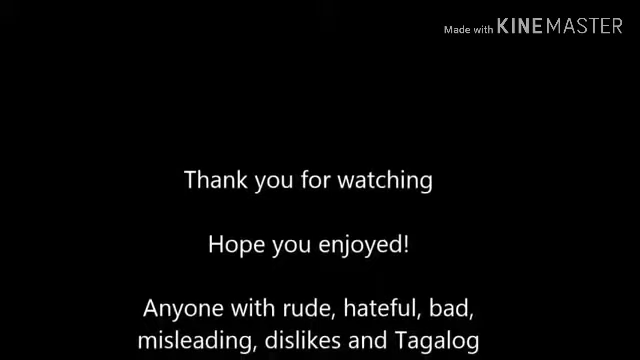 Made with KINEMASTER
Thank you for watching
Hope you enjoyed!
Anyone with rude, hateful, bad,
misleading, dislikes and Tagalog